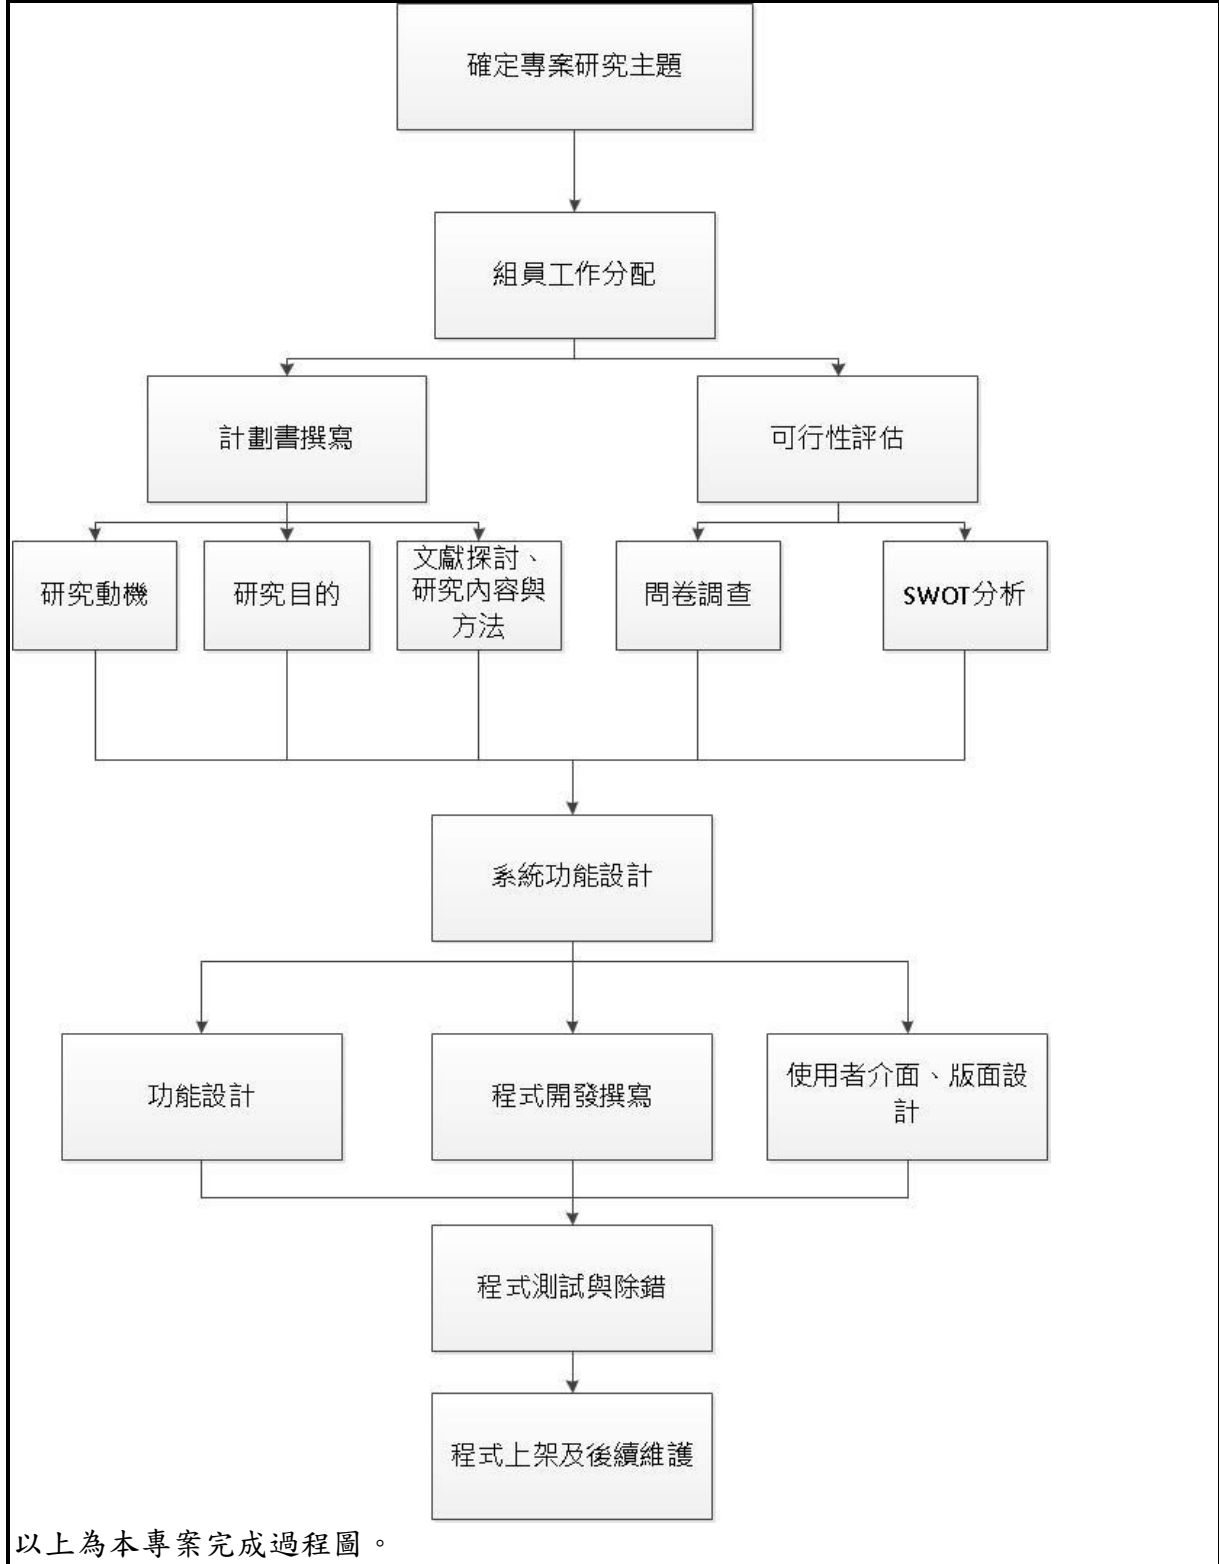 確定專案研究主題
組員工作分配
計劃書撰寫
可行性評估
研究動機
研究目的
文獻探討、
研究內容與
方法
問卷調查
SWOT分析
系統功能設計
功能設計
程式開發撰寫
使用者介面、版面設
計
程式測試與除錯
程式上架及後續維護
以上為本專案完成過程圖。